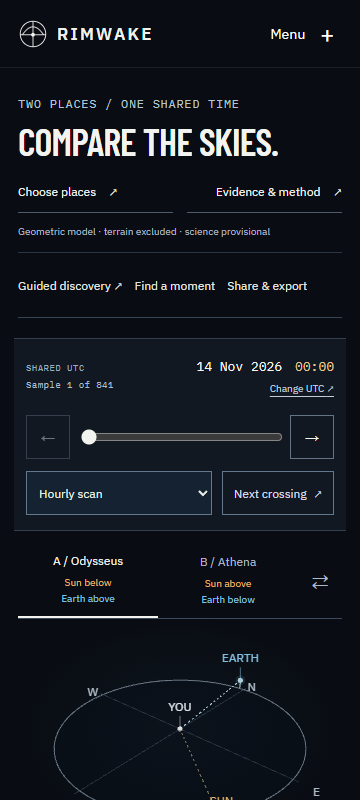 RIMWAKE
Menu +
TWO PLACES / ONE SHARED TIME
COMPARE THE SKIES.
Choose places ↗ Evidence & method ↗
Geometric model · terrain excluded · science provisional
Guided discovery ↗ Find a moment Share & export
SHARED UTC 14 Nov 2026 00:00
Sample 1 of 841 Change UTC ↗
← →
Hourly scan Next crossing ↗
A / Odysseus B / Athena
Sun below Sun above
Earth above Earth below
⇄
EARTH
N
W
YOU
E
SUN